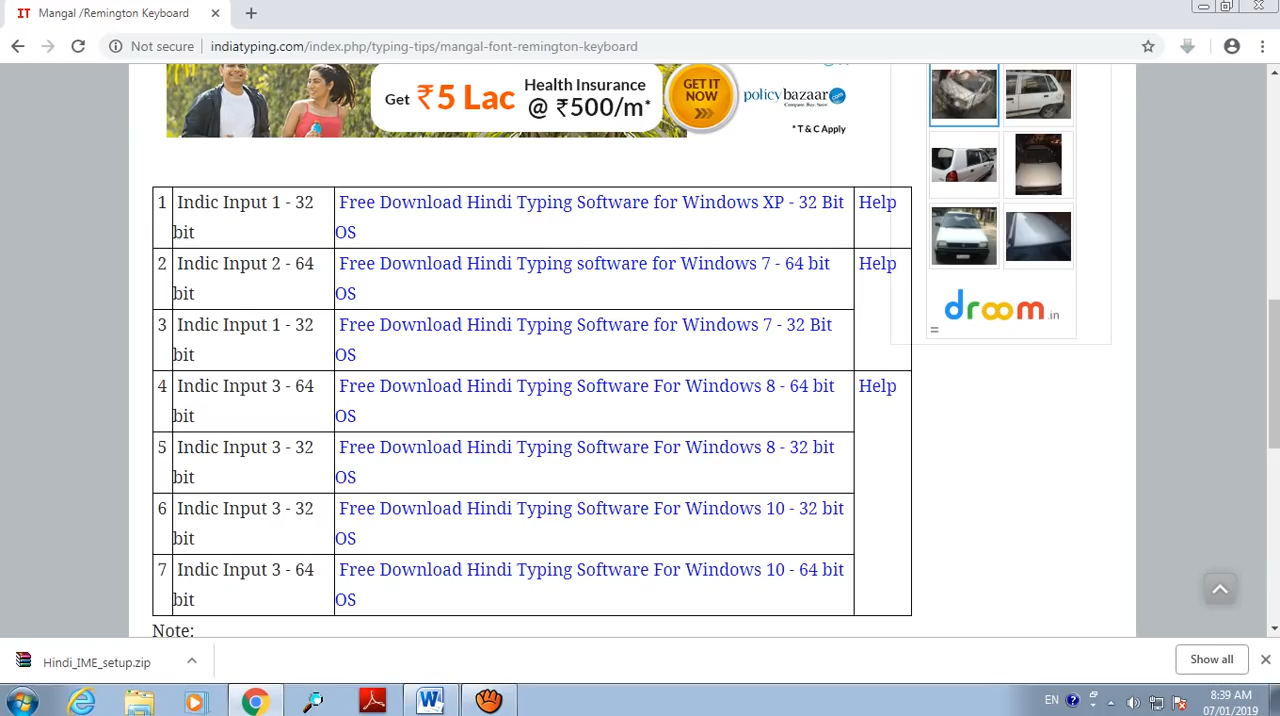 IT Mangal /Remington Keyboard
Not secure indiatyping.com/index.php/typing-tips/mangal-font-remington-keyboard
Get ₹5 Lac Health Insurance @ ₹500/m* GET IT NOW policybazaar.com
Compare. Buy. Save.
* T & C Apply
1 Indic Input 1 - 32 bit Free Download Hindi Typing Software for Windows XP - 32 Bit OS Help
2 Indic Input 2 - 64 bit Free Download Hindi Typing software for Windows 7 - 64 bit OS Help
3 Indic Input 1 - 32 bit Free Download Hindi Typing Software for Windows 7 - 32 Bit OS
4 Indic Input 3 - 64 bit Free Download Hindi Typing Software For Windows 8 - 64 bit OS Help
5 Indic Input 3 - 32 bit Free Download Hindi Typing Software For Windows 8 - 32 bit OS
6 Indic Input 3 - 32 bit Free Download Hindi Typing Software For Windows 10 - 32 bit OS
7 Indic Input 3 - 64 bit Free Download Hindi Typing Software For Windows 10 - 64 bit OS
droom.in
Note:
Hindi_IME_setup.zip Show all
EN 8:39 AM
07/01/2019